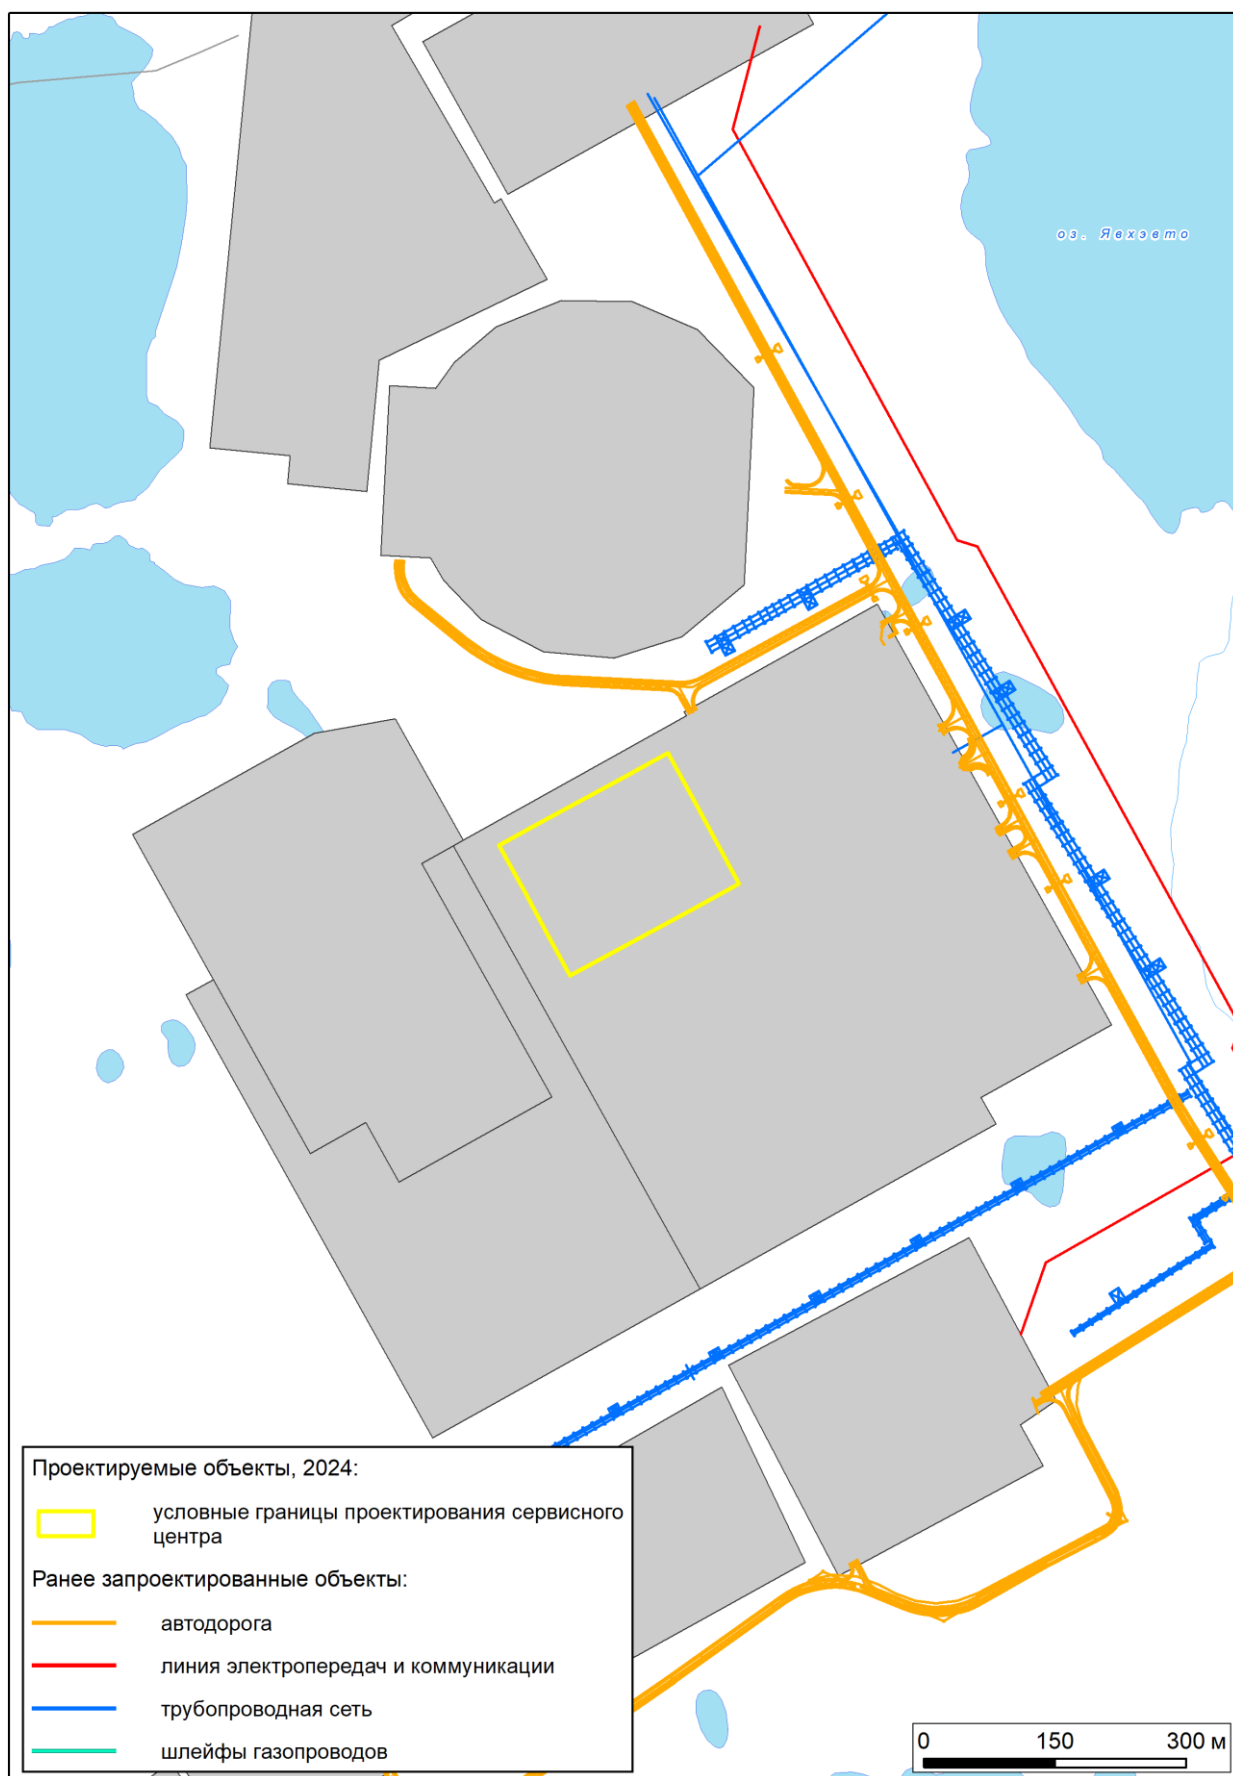 оз. Явхэвто
Проектируемые объекты, 2024:
условные границы проектирования сервисного
центра
Ранее запроектированные объекты:
автодорога
линия электропередач и коммуникации
трубопроводная сеть
шлейфы газопроводов
0 150 300 м